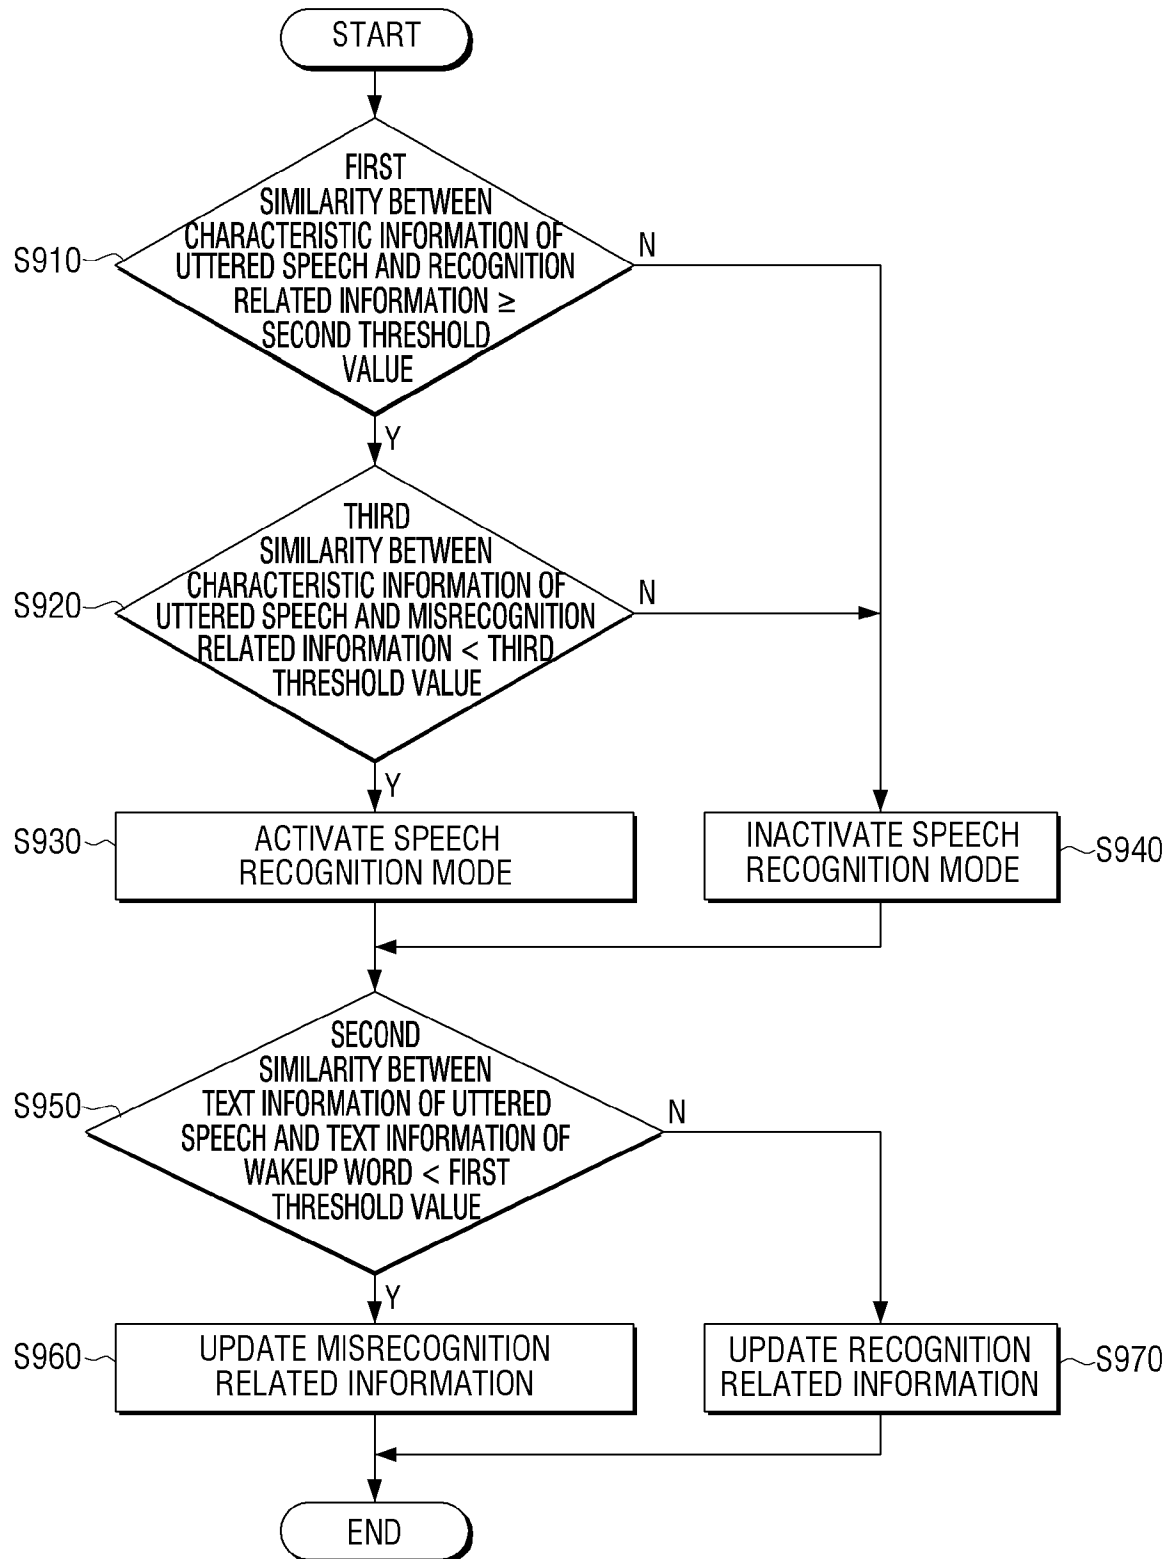 START
FIRST
SIMILARITY BETWEEN
CHARACTERISTIC INFORMATION OF
UTTERED SPEECH AND RECOGNITION
RELATED INFORMATION ≥
SECOND THRESHOLD
VALUE
S910
N
Y
THIRD
SIMILARITY BETWEEN
CHARACTERISTIC INFORMATION OF
UTTERED SPEECH AND MISRECOGNITION
RELATED INFORMATION < THIRD
THRESHOLD VALUE
S920
N
Y
S930
ACTIVATE SPEECH
RECOGNITION MODE
INACTIVATE SPEECH
RECOGNITION MODE
S940
SECOND
SIMILARITY BETWEEN
TEXT INFORMATION OF UTTERED
SPEECH AND TEXT INFORMATION OF
WAKEUP WORD < FIRST
THRESHOLD VALUE
S950
N
Y
S960
UPDATE MISRECOGNITION
RELATED INFORMATION
UPDATE RECOGNITION
RELATED INFORMATION
S970
END